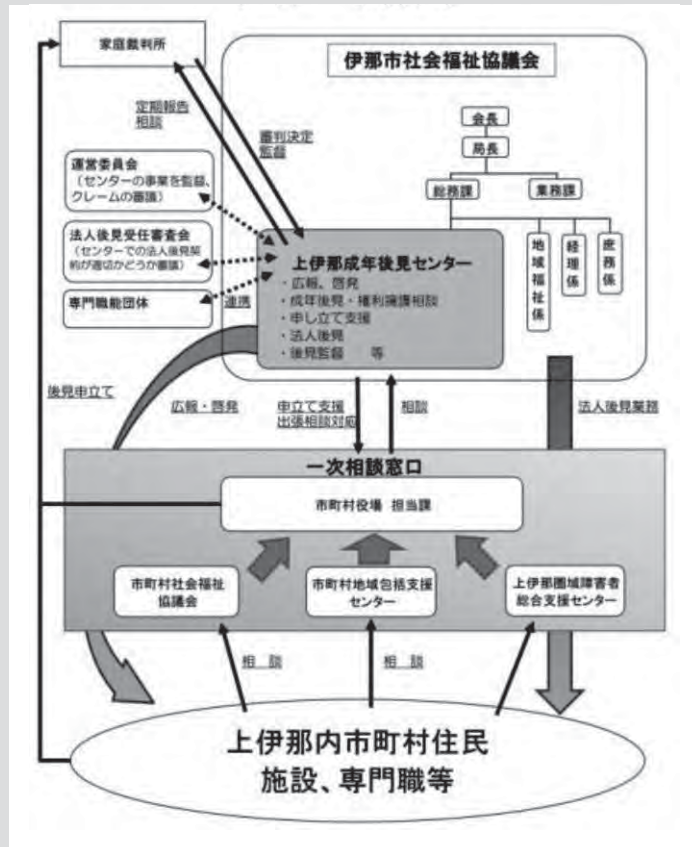 家庭裁判所
伊那市社会福祉協議会
定期報告
相談
審判決定
監督
会長
局長
総務課
業務課
地域福祉係
経理係
庶務係
運営委員会
（センターの事業を監督、
クレームの審議）
法人後見受任審査会
（センターでの法人後見契
約が適切かどうか審議）
専門職能団体
連携
上伊那成年後見センター
・広報、啓発
・成年後見・権利擁護相談
・申し立て支援
・法人後見
・後見監督　等
後見申立て
広報・啓発
申立て支援
出張相談対応
相談
法人後見業務
一次相談窓口
市町村役場 担当課
市町村社会福祉
協議会
市町村地域包括支援
センター
上伊那圏域障害者
総合支援センター
相　談
相　談
上伊那内市町村住民
施設、専門職等